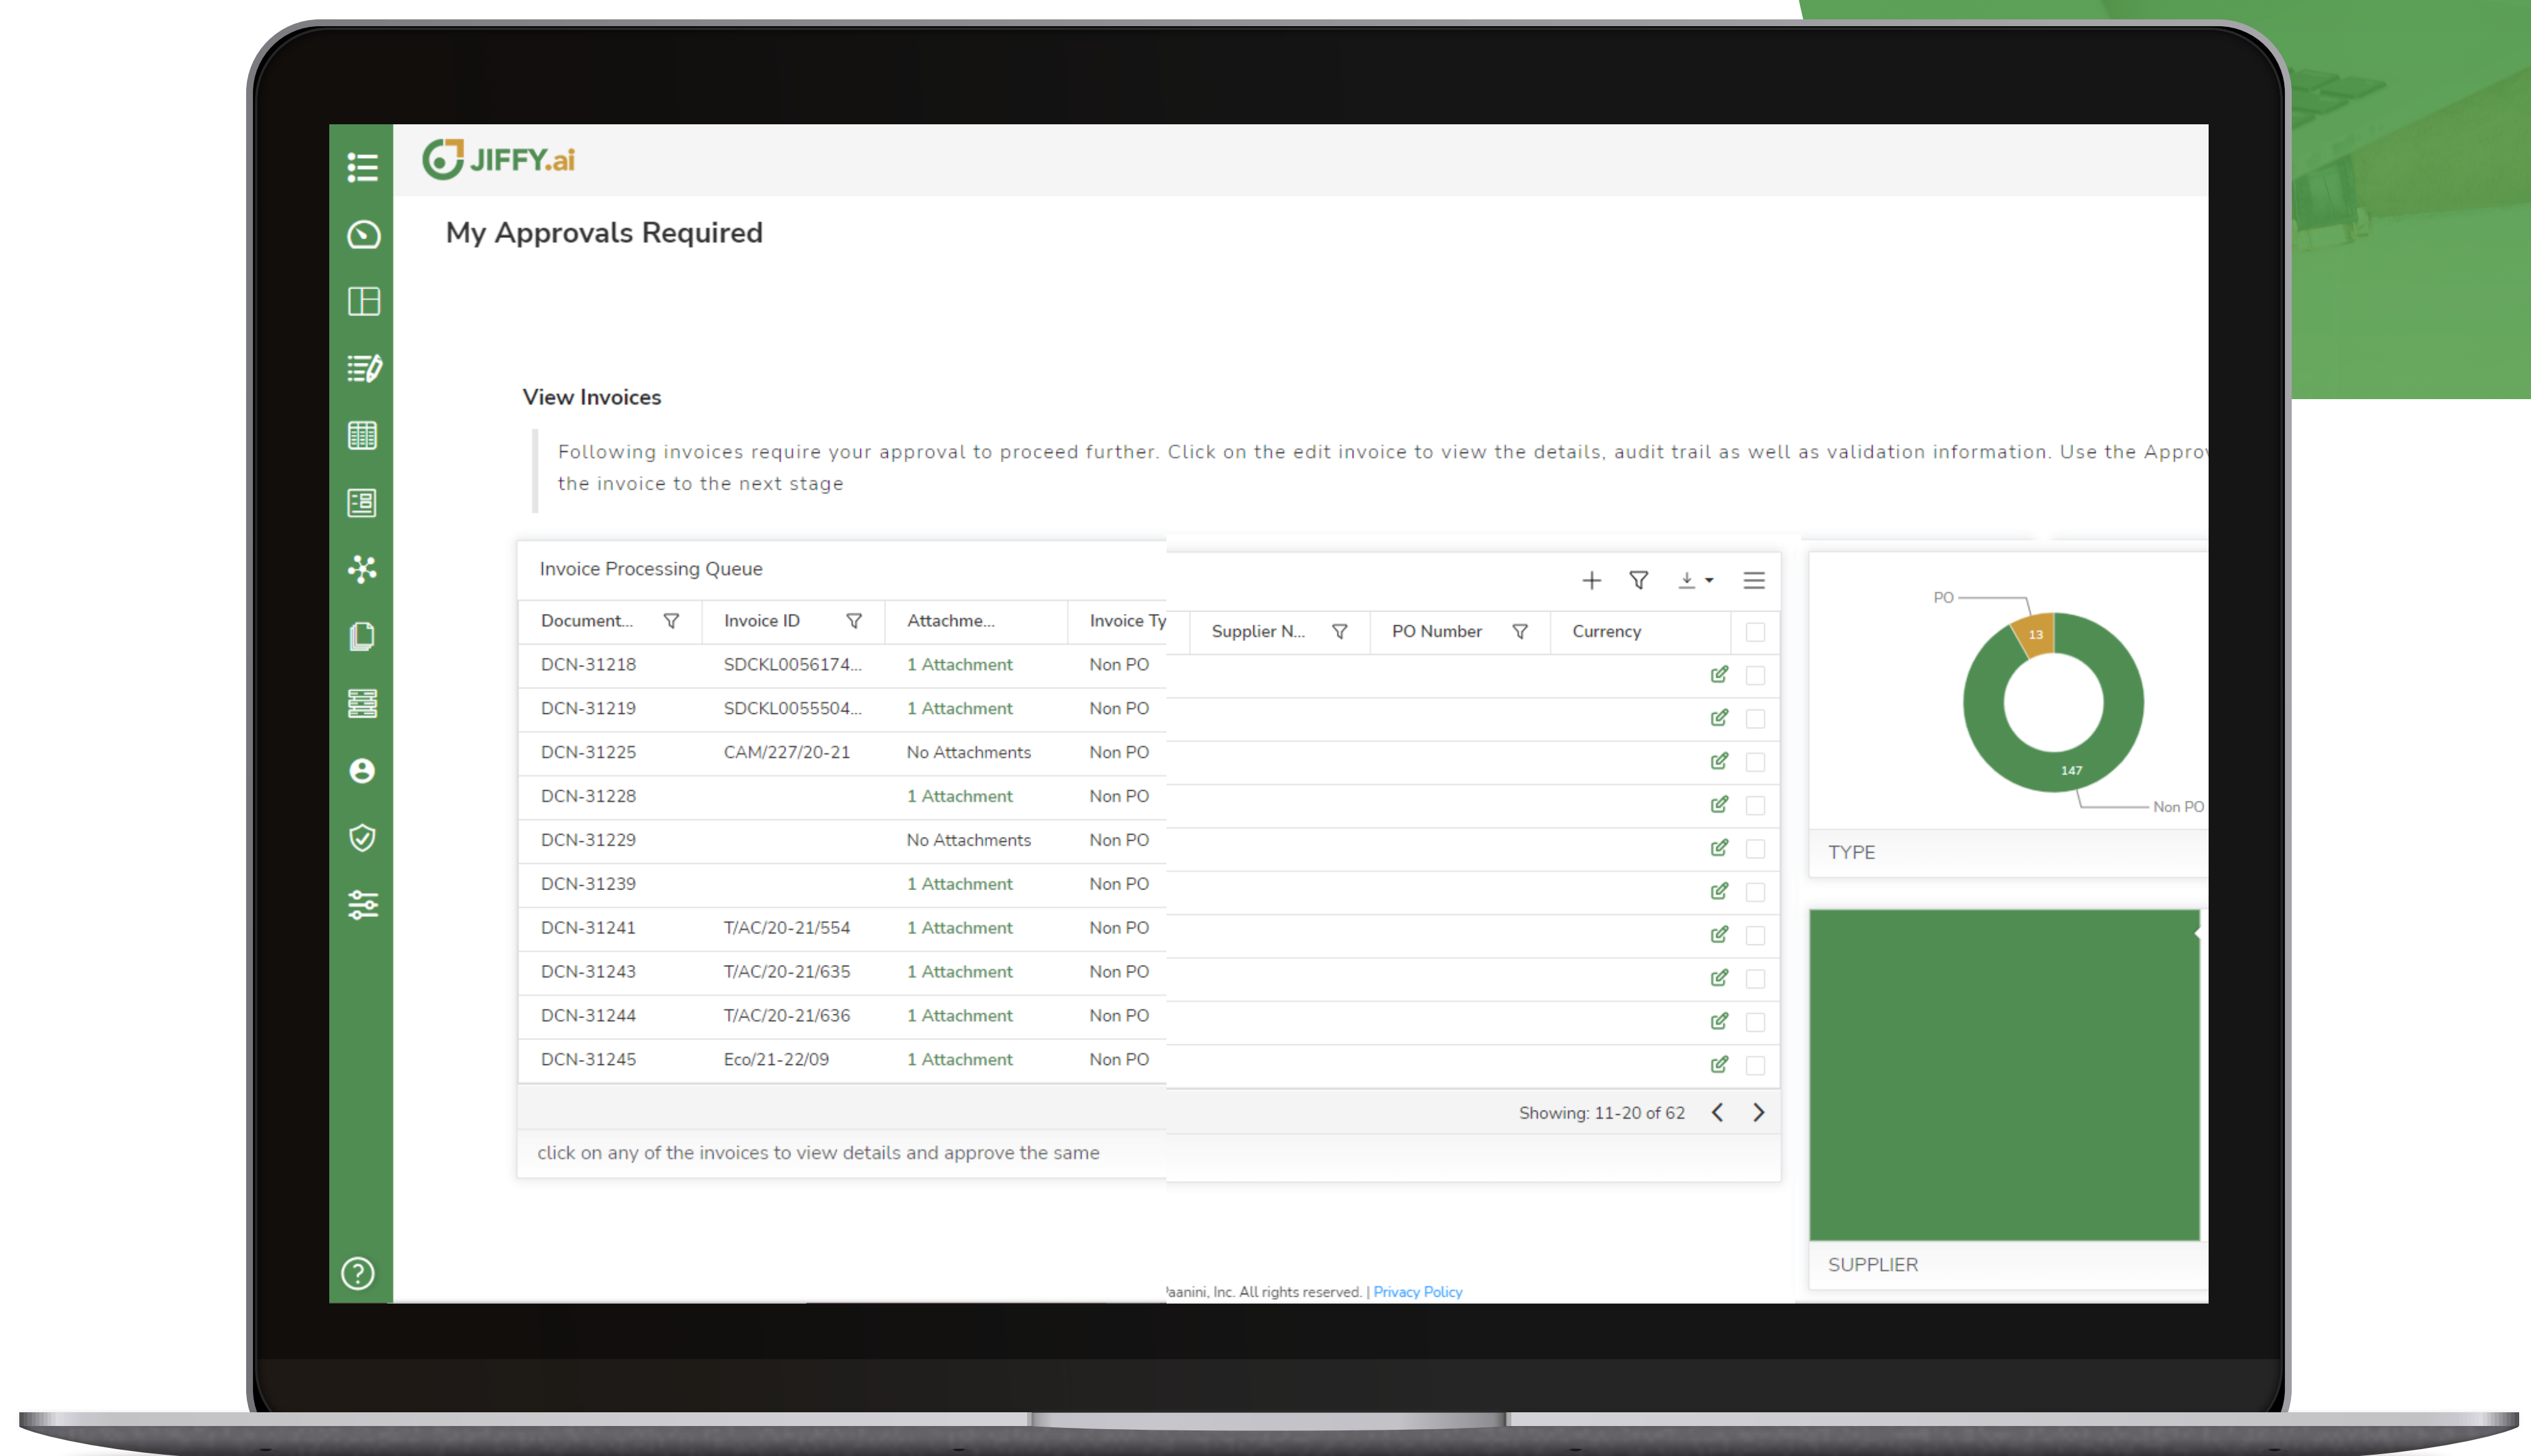 JIFFY.ai
My Approvals Required
View Invoices
Following invoices require your approval to proceed further. Click on the edit invoice to view the details, audit trail as well as validation information. Use the Appro
the invoice to the next stage
Invoice Processing Queue
Document... Invoice ID Attachme... Invoice Ty Supplier N... PO Number Currency
DCN-31218 SDCKL0056174... 1 Attachment Non PO
DCN-31219 SDCKL0055504... 1 Attachment Non PO
DCN-31225 CAM/227/20-21 No Attachments Non PO
DCN-31228 1 Attachment Non PO
DCN-31229 No Attachments Non PO
DCN-31239 1 Attachment Non PO
DCN-31241 T/AC/20-21/554 1 Attachment Non PO
DCN-31243 T/AC/20-21/635 1 Attachment Non PO
DCN-31244 T/AC/20-21/636 1 Attachment Non PO
DCN-31245 Eco/21-22/09 1 Attachment Non PO
Showing: 11-20 of 62
click on any of the invoices to view details and approve the same
PO
13
147
Non PO
TYPE
SUPPLIER
aanini, Inc. All rights reserved. | Privacy Policy